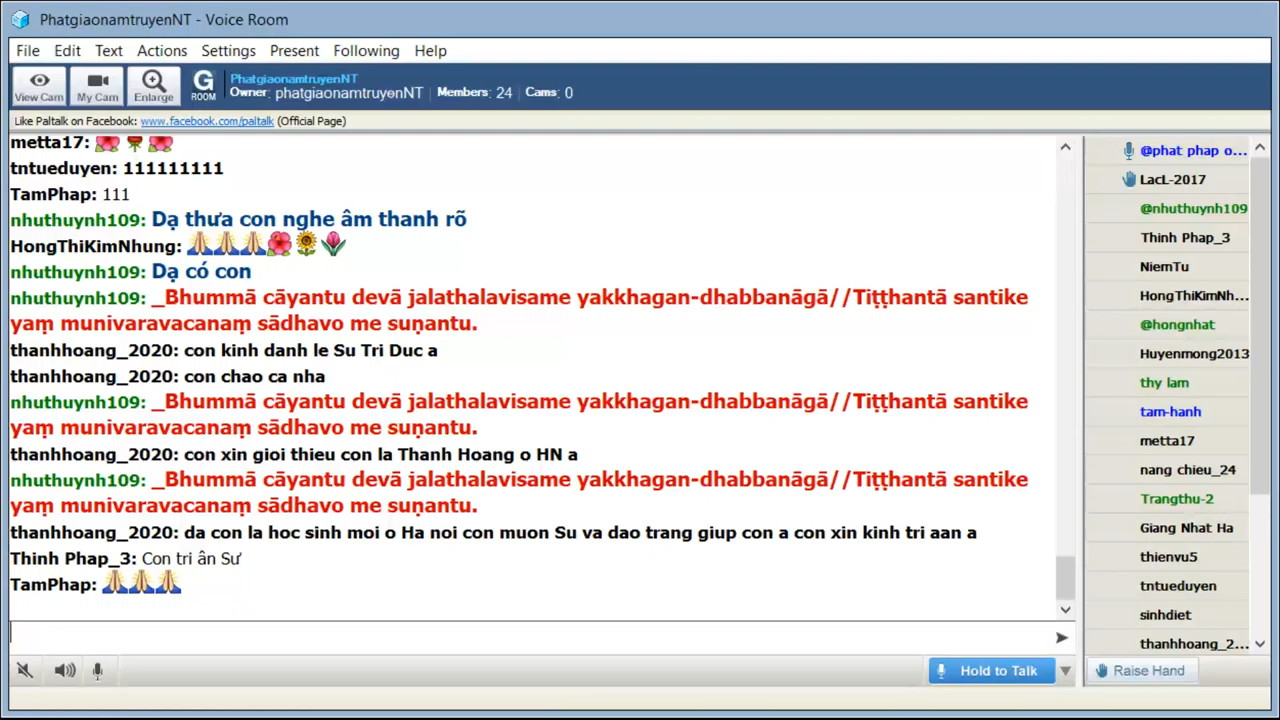 PhatgiaonamtruyenNT - Voice Room
File Edit Text Actions Settings Present Following Help
View Cam My Cam Enlarge G ROOM
PhatgiaonamtruyenNT
Owner: phatgiaonamtruyenNT Members: 24 Cams: 0
Like Paltalk on Facebook: www.facebook.com/paltalk (Official Page)
metta17:
tntueduyen: 111111111
TamPhap: 111
nhuthuynh109: Dạ thưa con nghe âm thanh rõ
HongThiKimNhung:
nhuthuynh109: Dạ có con
nhuthuynh109: _Bhummā cāyantu devā jalathalavisame yakkhagan-dhabbanāgā//Tiṭṭhantā santike
yaṃ munivaravacanaṃ sādhavo me suṇantu.
thanhhoang_2020: con kinh danh le Su Tri Duc a
thanhhoang_2020: con chao ca nha
nhuthuynh109: _Bhummā cāyantu devā jalathalavisame yakkhagan-dhabbanāgā//Tiṭṭhantā santike
yaṃ munivaravacanaṃ sādhavo me suṇantu.
thanhhoang_2020: con xin gioi thieu con la Thanh Hoang o HN a
nhuthuynh109: _Bhummā cāyantu devā jalathalavisame yakkhagan-dhabbanāgā//Tiṭṭhantā santike
yaṃ munivaravacanaṃ sādhavo me suṇantu.
thanhhoang_2020: da con la hoc sinh moi o Ha noi con muon Su va dao trang giup con a con xin kinh tri aan a
Thinh Phap_3: Con tri ân Sư
TamPhap:
@phat phap o...
LacL-2017
@nhuthuynh109
Thinh Phap_3
NiemTu
HongThiKimNh...
@hongnhat
Huyenmong2013
thy lam
tam-hanh
metta17
nang chieu_24
Trangthu-2
Giang Nhat Ha
thienvu5
tntueduyen
sinhdiet
thanhhoang_2...
Hold to Talk
Raise Hand